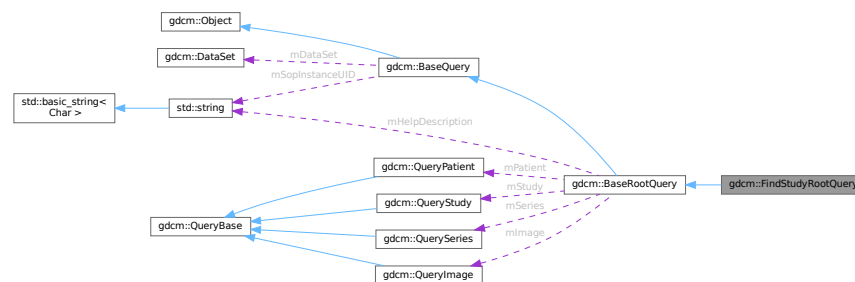 gdcm::Object
gdcm::DataSet
mDataSet
gdcm::BaseQuery
mSopInstanceUID
std::basic_string<
Char >
std::string
mHelpDescription
gdcm::QueryPatient
mPatient
gdcm::BaseRootQuery
gdcm::FindStudyRootQuery
mStudy
gdcm::QueryStudy
mSeries
gdcm::QueryBase
mImage
gdcm::QuerySeries
gdcm::QueryImage